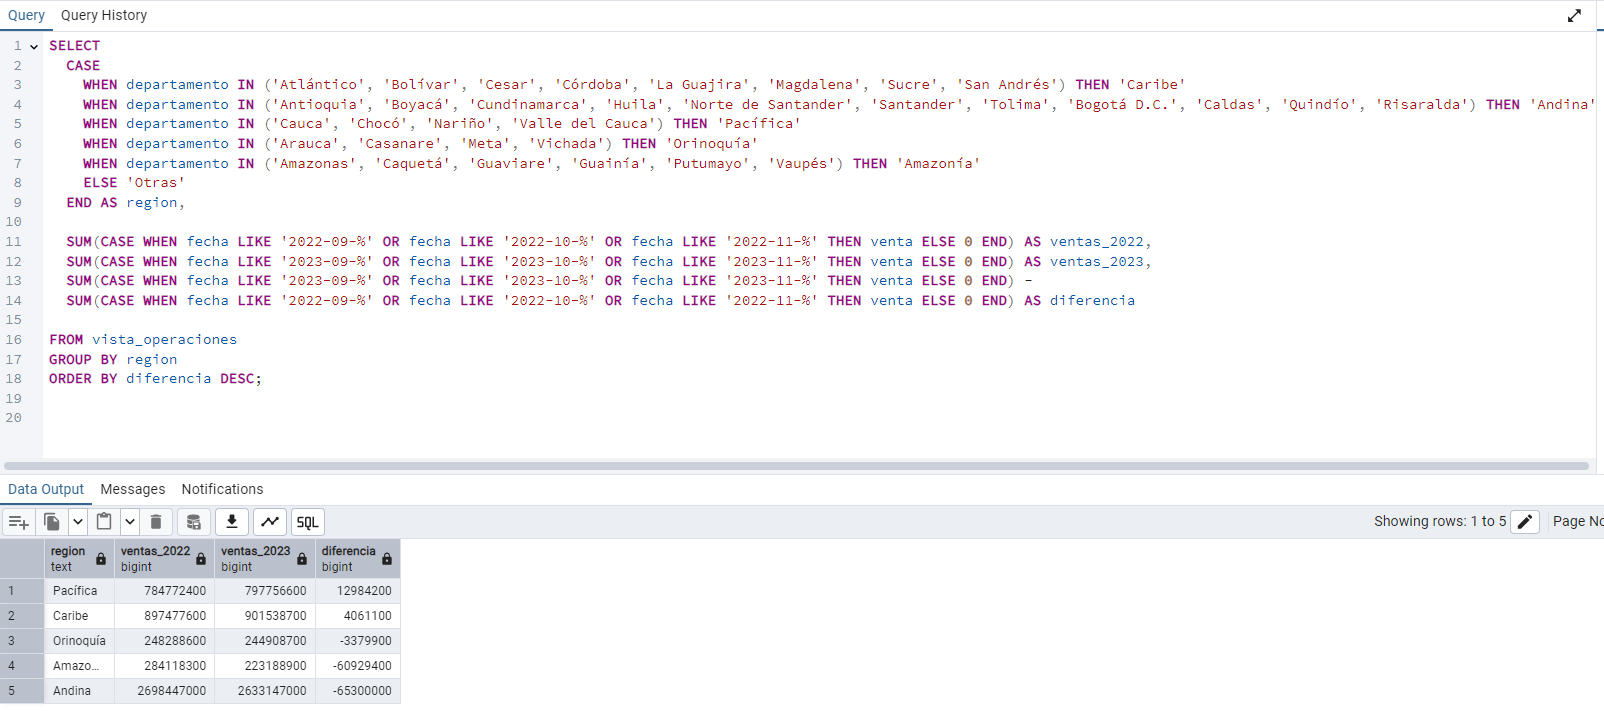 Query Query History
1 SELECT
2 CASE
3 WHEN departamento IN ('Atlántico', 'Bolívar', 'Cesar', 'Córdoba', 'La Guajira', 'Magdalena', 'Sucre', 'San Andrés') THEN 'Caribe'
4 WHEN departamento IN ('Antioquia', 'Boyacá', 'Cundinamarca', 'Huila', 'Norte de Santander', 'Santander', 'Tolima', 'Bogotá D.C.', 'Caldas', 'Quindío', 'Risaralda') THEN 'Andina'
5 WHEN departamento IN ('Cauca', 'Chocó', 'Nariño', 'Valle del Cauca') THEN 'Pacífica'
6 WHEN departamento IN ('Arauca', 'Casanare', 'Meta', 'Vichada') THEN 'Orinoquía'
7 WHEN departamento IN ('Amazonas', 'Caquetá', 'Guaviare', 'Guainía', 'Putumayo', 'Vaupés') THEN 'Amazonía'
8 ELSE 'Otras'
9 END AS region,
10
11 SUM(CASE WHEN fecha LIKE '2022-09-%' OR fecha LIKE '2022-10-%' OR fecha LIKE '2022-11-%' THEN venta ELSE 0 END) AS ventas_2022,
12 SUM(CASE WHEN fecha LIKE '2023-09-%' OR fecha LIKE '2023-10-%' OR fecha LIKE '2023-11-%' THEN venta ELSE 0 END) AS ventas_2023,
13 SUM(CASE WHEN fecha LIKE '2023-09-%' OR fecha LIKE '2023-10-%' OR fecha LIKE '2023-11-%' THEN venta ELSE 0 END) -
14 SUM(CASE WHEN fecha LIKE '2022-09-%' OR fecha LIKE '2022-10-%' OR fecha LIKE '2022-11-%' THEN venta ELSE 0 END) AS diferencia
15
16 FROM vista_operaciones
17 GROUP BY region
18 ORDER BY diferencia DESC;
19
20
Data Output Messages Notifications
SQL Showing rows: 1 to 5 Page No
region ventas_2022 ventas_2023 diferencia
text bigint bigint bigint
1 Pacífica 784772400 797756600 12984200
2 Caribe 897477600 901538700 4061100
3 Orinoquía 248288600 244908700 -3379900
4 Amazo... 284118300 223188900 -60929400
5 Andina 2698447000 2633147000 -65300000